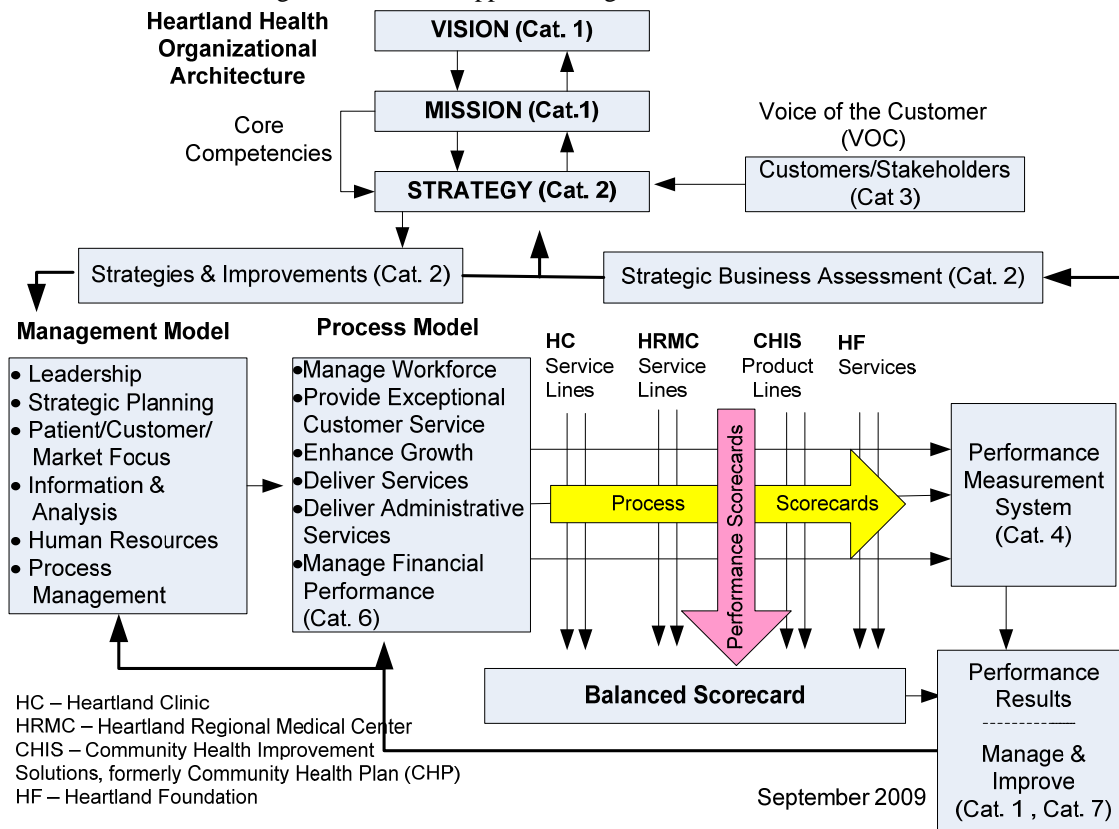 Heartland Health
Organizational
Architecture
VISION (Cat. 1)
MISSION (Cat.1)
Core
Competencies
STRATEGY (Cat. 2)
Voice of the Customer
(VOC)
Customers/Stakeholders
(Cat 3)
Strategies & Improvements (Cat. 2)
Strategic Business Assessment (Cat. 2)
Management Model
• Leadership
• Strategic Planning
• Patient/Customer/
Market Focus
• Information &
Analysis
• Human Resources
• Process
Management
Process Model
•Manage Workforce
•Provide Exceptional
Customer Service
•Enhance Growth
•Deliver Services
•Deliver Administrative
Services
•Manage Financial
Performance
(Cat. 6)
HC
Service
Lines
HRMC
Service
Lines
CHIS
Product
Lines
HF
Services
Process Scorecards
Performance Scorecards
Performance
Measurement
System
(Cat. 4)
Balanced Scorecard
Performance
Results
------------
Manage &
Improve
(Cat. 1 , Cat. 7)
HC – Heartland Clinic
HRMC – Heartland Regional Medical Center
CHIS – Community Health Improvement
Solutions, formerly Community Health Plan (CHP)
HF – Heartland Foundation
September 2009